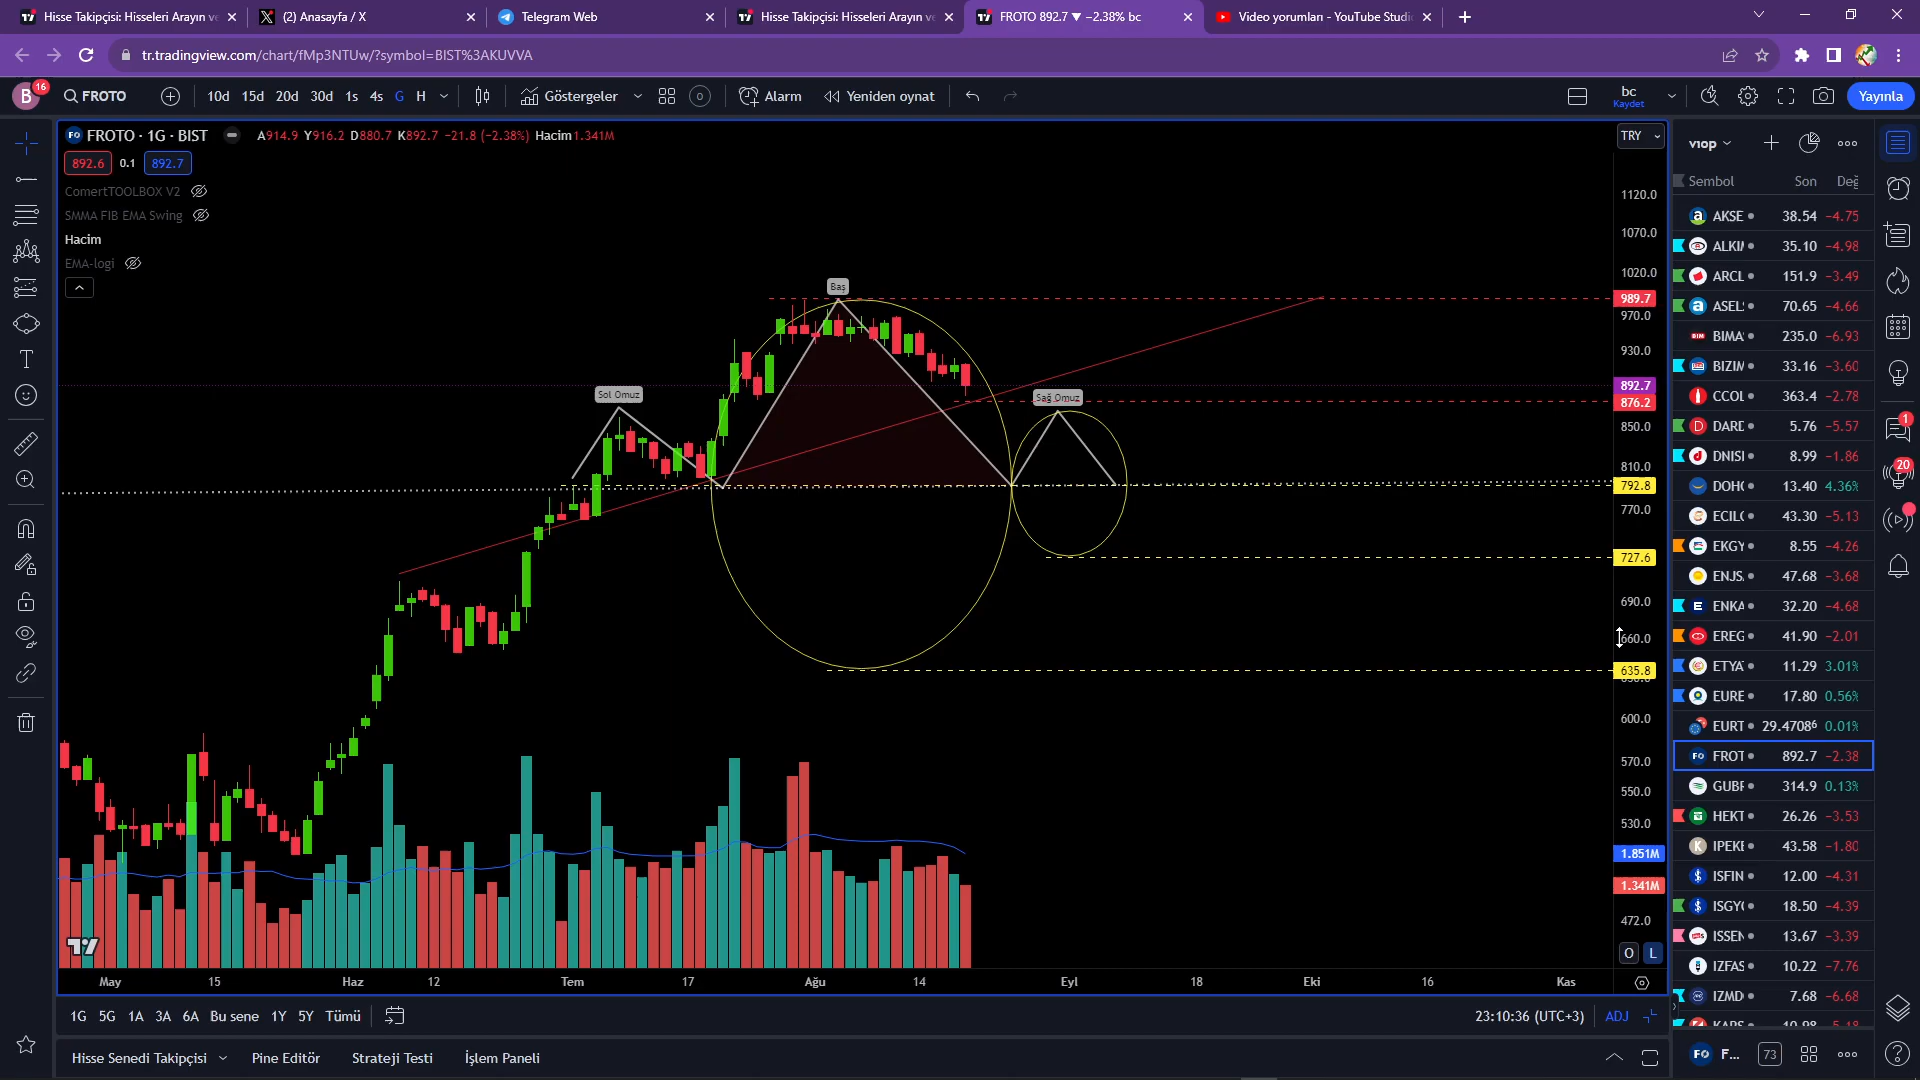 Hisse Takipçisi: Hisseleri Arayın ve
(2) Anasayfa / X
Telegram Web
Hisse Takipçisi: Hisseleri Arayın ve
FROTO 892.7 ▼ −2.38% bc
Video yorumları - YouTube Studi
tr.tradingview.com/chart/fMp3NTUw/?symbol=BIST%3AKUVVA
B 16
FROTO
10d 15d 20d 30d 1s 4s G H
Göstergeler
Alarm
Yeniden oynat
bc
Kaydet
Yayınla
FROTO · 1G · BIST
A914.9 Y916.2 D880.7 K892.7 −21.8 (−2.38%) Hacim1.341M
TRY
892.6 0.1 892.7
ComertTOOLBOX V2
SMMA FIB EMA Swing
Hacim
EMA-logi
Sol Omuz
Baş
Sağ Omuz
1120.0
1070.0
1020.0
989.7
970.0
930.0
892.7
876.2
850.0
810.0
792.8
770.0
727.6
690.0
660.0
635.8
600.0
570.0
550.0
530.0
1.851M
1.341M
472.0
O L
May 15 Haz 12 Tem 17 Ağu 14 Eyl 18 Eki 16 Kas
1G 5G 1A 3A 6A Bu sene 1Y 5Y Tümü
23:10:36 (UTC+3) ADJ
Hisse Senedi Takipçisi Pine Editör Strateji Testi İşlem Paneli
vıop
Sembol Son Değ
AKSE 38.54 −4.75
ALKI 35.10 −4.98
ARCL 151.9 −3.49
ASEL 70.65 −4.66
BIMA 235.0 −6.93
BIZIM 33.16 −3.60
CCOL 363.4 −2.78
DARD 5.76 −5.57
DNISI 8.99 −1.86
DOHO 13.40 4.36%
ECILC 43.30 −5.13
EKGY 8.55 −4.26
ENJS 47.68 −3.68
ENKA 32.20 −4.68
EREG 41.90 −2.01
ETYA 11.29 3.01%
EURE 17.80 0.56%
EURT 29.4708⁶ 0.01%
FROT 892.7 −2.38
GUBF 314.9 0.13%
HEKT 26.26 −3.53
IPEKE 43.58 −1.80
ISFIN 12.00 −4.31
ISGY 18.50 −4.39
ISSEN 13.67 −3.39
IZFAS 10.22 −7.76
IZMD 7.68 −6.68
F... 73
1
20